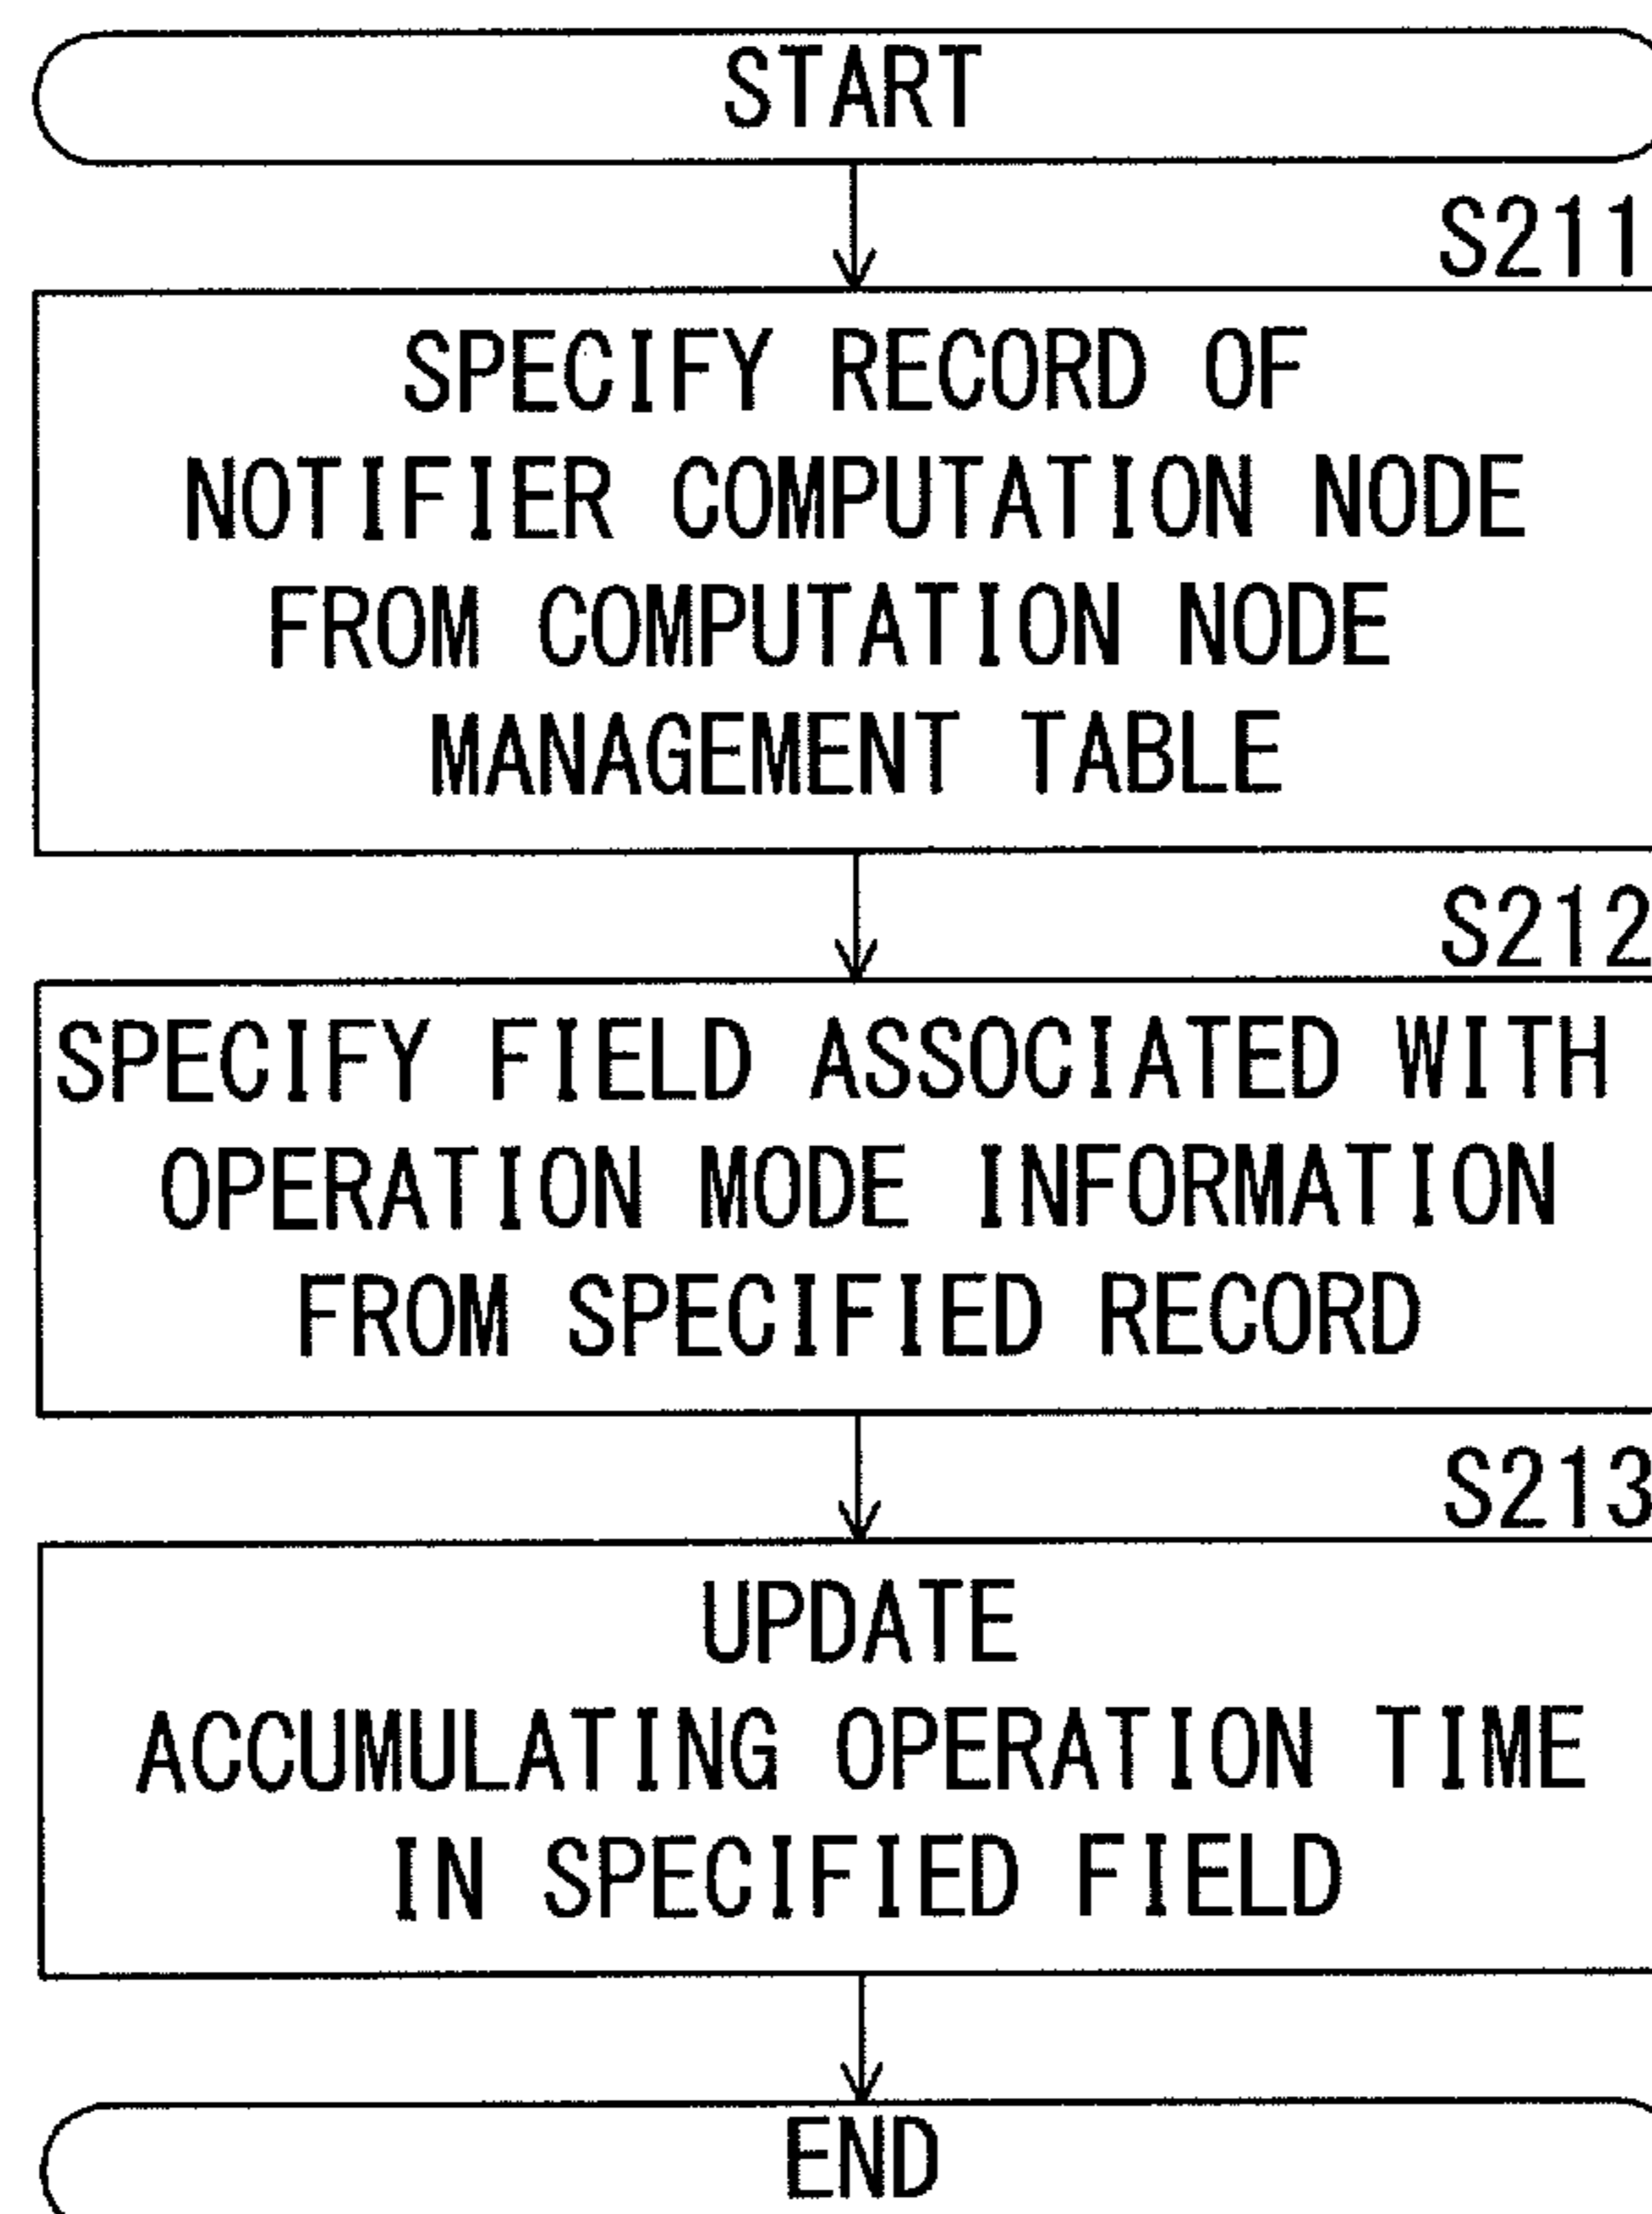 START
S211
SPECIFY RECORD OF
NOTIFIER COMPUTATION NODE
FROM COMPUTATION NODE
MANAGEMENT TABLE
S212
SPECIFY FIELD ASSOCIATED WITH
OPERATION MODE INFORMATION
FROM SPECIFIED RECORD
S213
UPDATE
ACCUMULATING OPERATION TIME
IN SPECIFIED FIELD
END